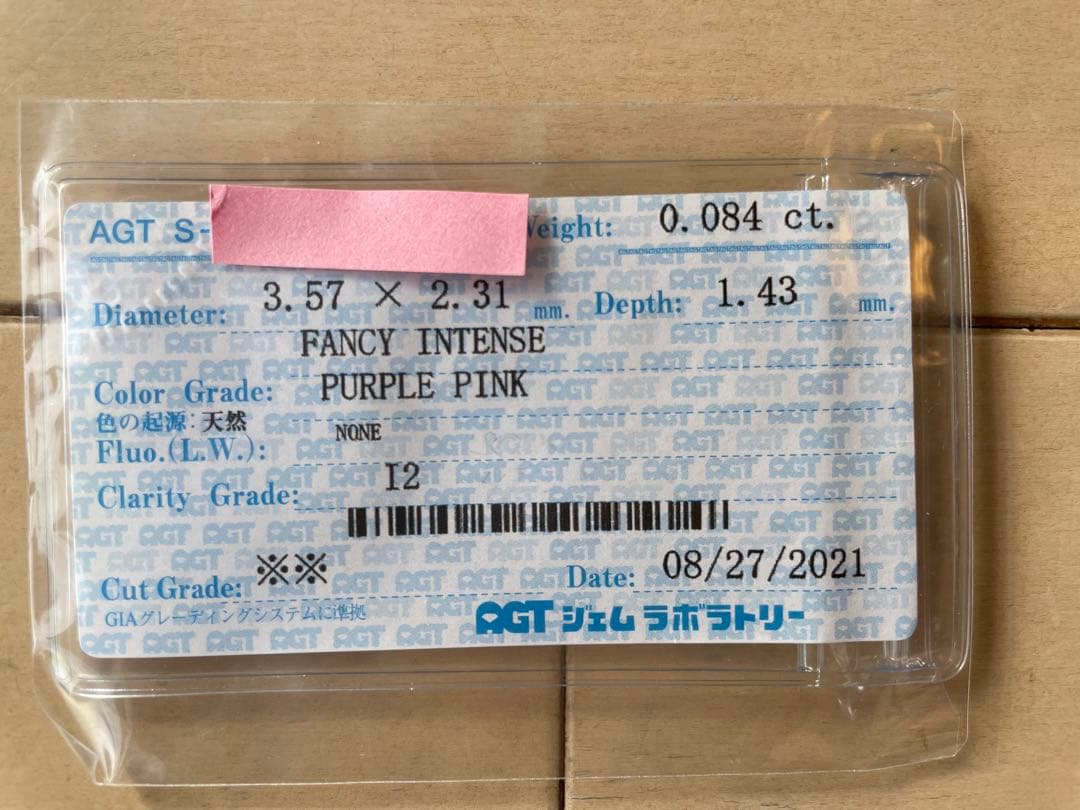 AGT S- Weight: 0.084 ct.
Diameter: 3.57 × 2.31 mm. Depth: 1.43 mm.
FANCY INTENSE
Color Grade: PURPLE PINK
色の起源: 天然
Fluo.(L.W.): NONE
Clarity Grade: I2
Cut Grade: ※※ Date: 08/27/2021
GIAグレーディングシステムに準拠 AGT ジェム ラボラトリー